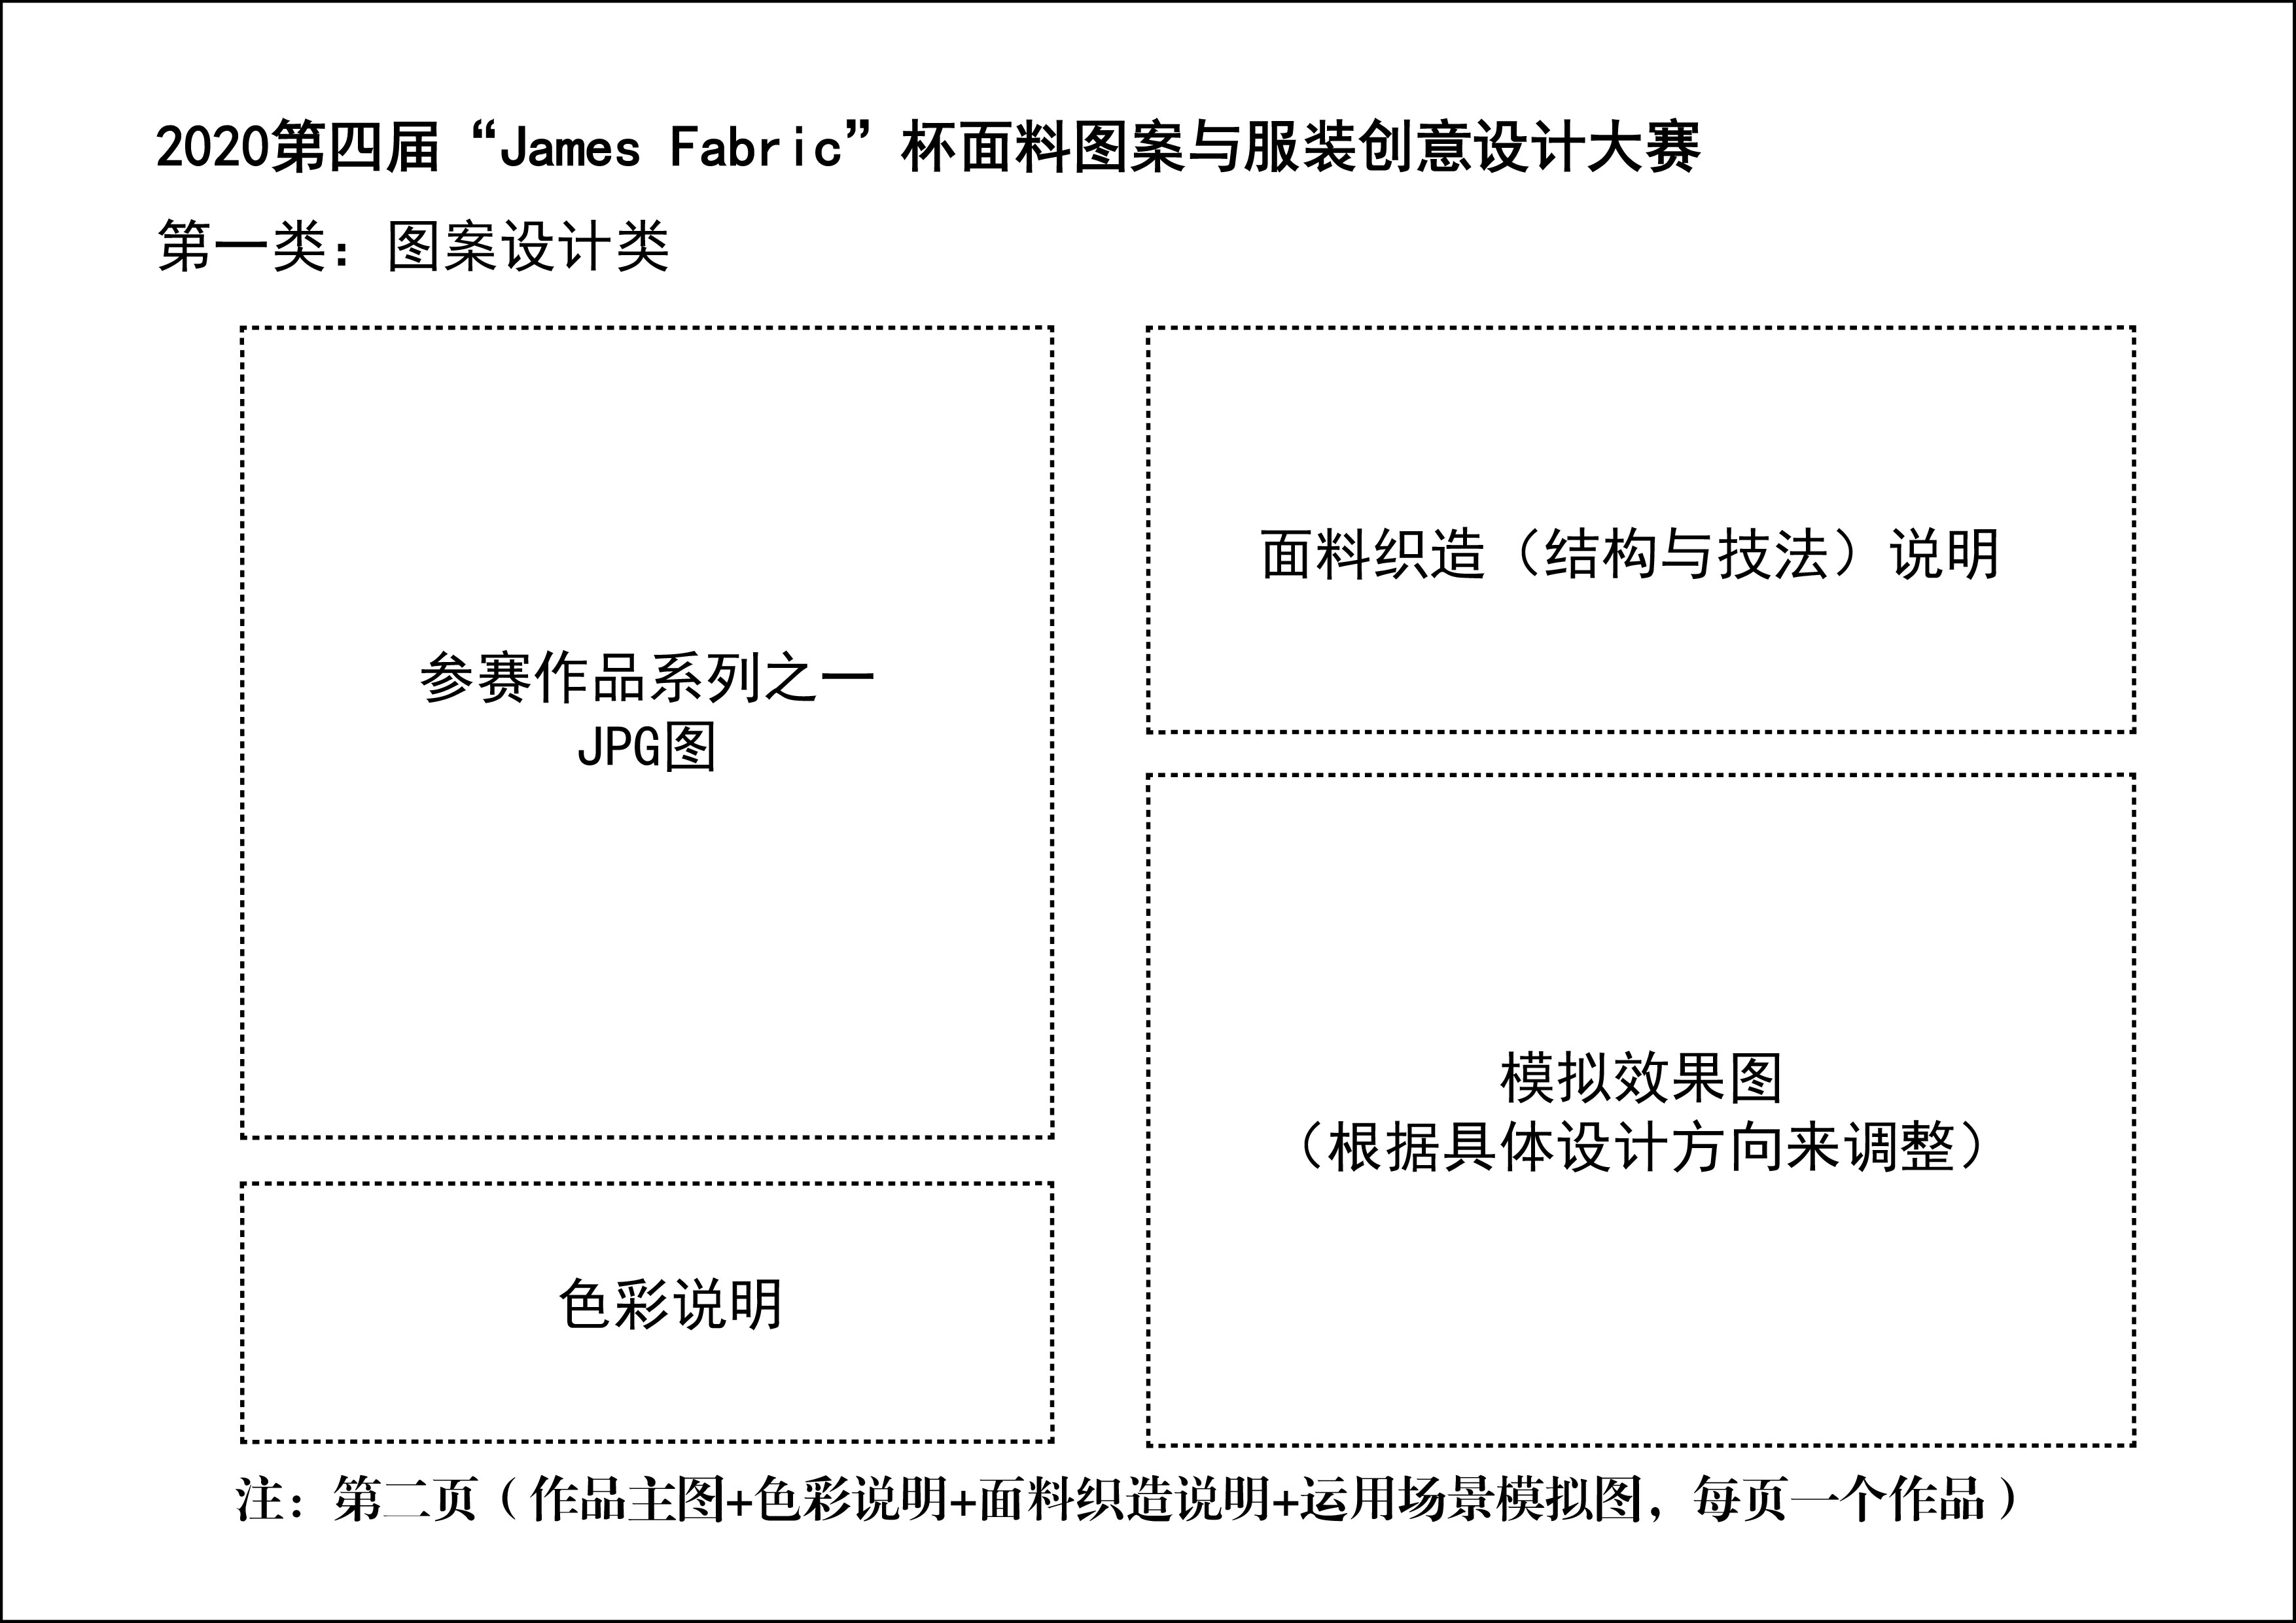 2020第四届“James Fabric”杯面料图案与服装创意设计大赛
第一类：图案设计类
参赛作品系列之一
JPG图
色彩说明
面料织造（结构与技法）说明
模拟效果图
（根据具体设计方向来调整）
注：第二页（作品主图+色彩说明+面料织造说明+运用场景模拟图，每页一个作品）